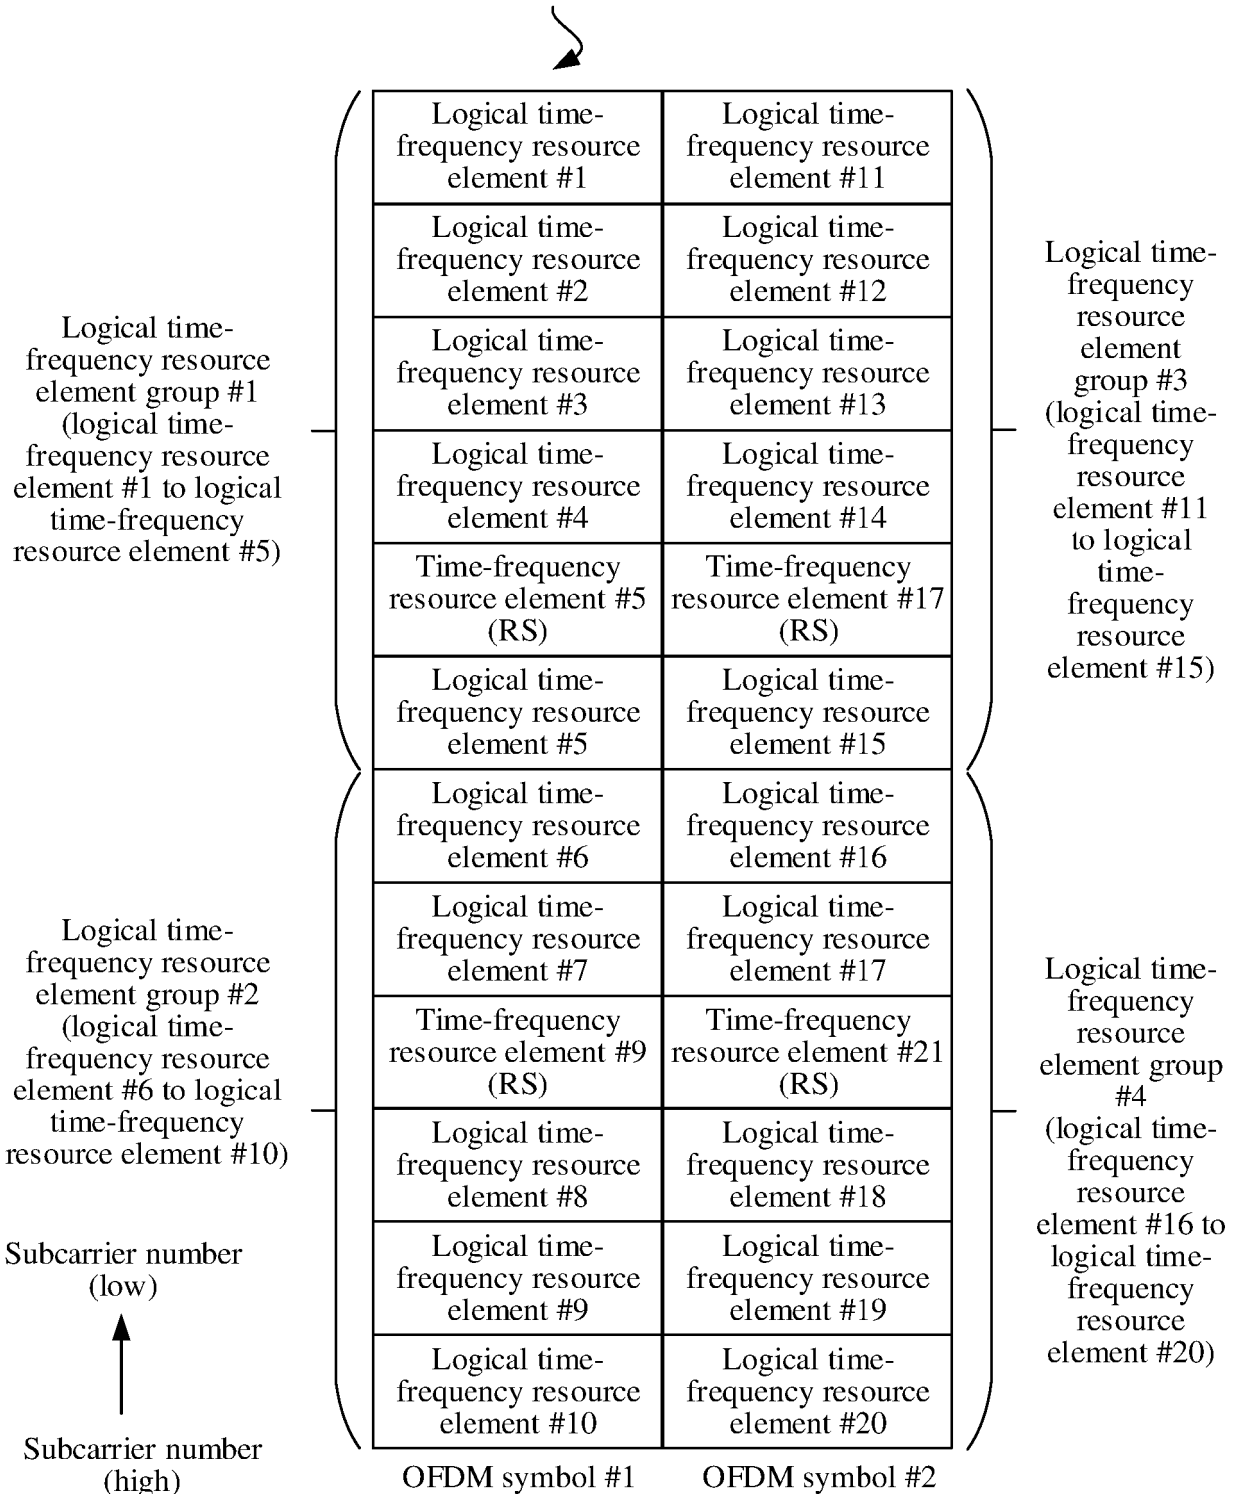 Logical time-
frequency resource
element group #1
(logical time-
frequency resource
element #1 to logical
time-frequency
resource element #5)
Logical time-
frequency resource
element group #2
(logical time-
frequency resource
element #6 to logical
time-frequency
resource element #10)
Subcarrier number
(low)
Subcarrier number
(high)
Logical time-
frequency resource
element #1
Logical time-
frequency resource
element #2
Logical time-
frequency resource
element #3
Logical time-
frequency resource
element #4
Time-frequency
resource element #5
(RS)
Logical time-
frequency resource
element #5
Logical time-
frequency resource
element #6
Logical time-
frequency resource
element #7
Time-frequency
resource element #9
(RS)
Logical time-
frequency resource
element #8
Logical time-
frequency resource
element #9
Logical time-
frequency resource
element #10
OFDM symbol #1
Logical time-
frequency resource
element #11
Logical time-
frequency resource
element #12
Logical time-
frequency resource
element #13
Logical time-
frequency resource
element #14
Time-frequency
resource element #17
(RS)
Logical time-
frequency resource
element #15
Logical time-
frequency resource
element #16
Logical time-
frequency resource
element #17
Time-frequency
resource element #21
(RS)
Logical time-
frequency resource
element #18
Logical time-
frequency resource
element #19
Logical time-
frequency resource
element #20
OFDM symbol #2
Logical time-
frequency
resource
element
group #3
(logical time-
frequency
resource
element #11
to logical
time-
frequency
resource
element #15)
Logical time-
frequency
resource
element group
#4
(logical time-
frequency
resource
element #16 to
logical time-
frequency
resource
element #20)